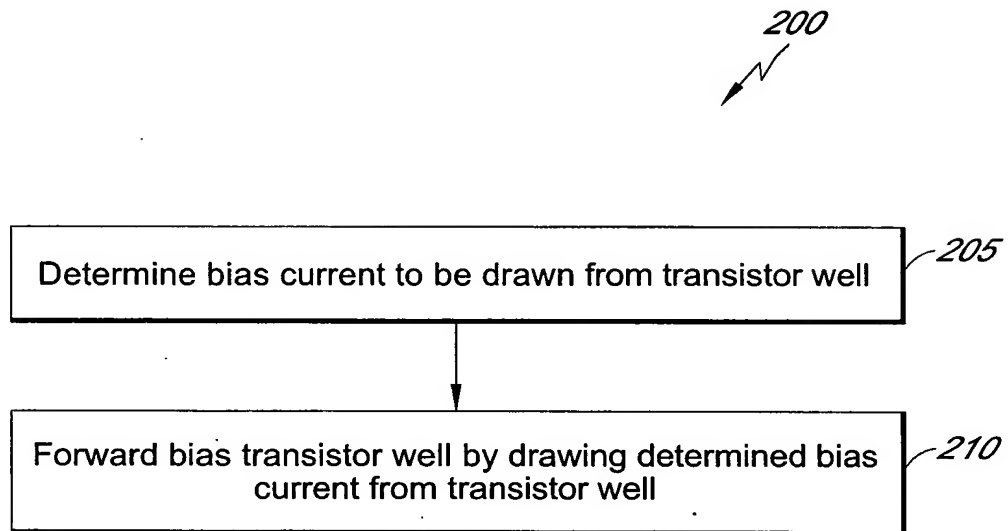 200
Determine bias current to be drawn from transistor well
205
Forward bias transistor well by drawing determined bias
current from transistor well
210